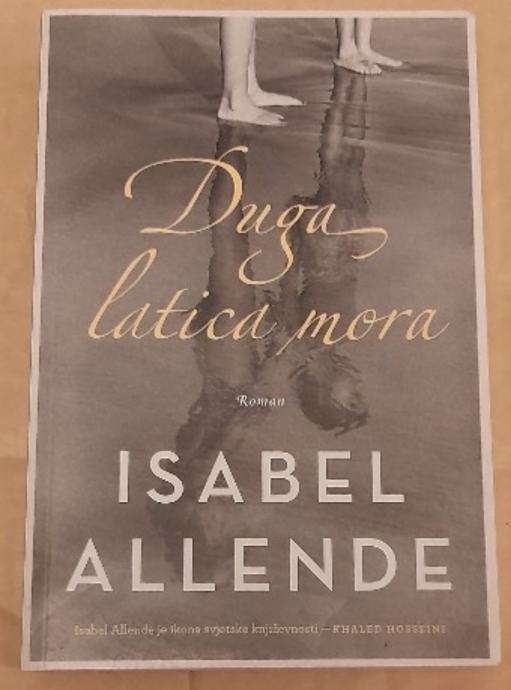 Duga
latica mora
Roman
ISABEL
ALLENDE
Isabel Allende je ikona svjetske književnosti – KHALED HOSSEINI